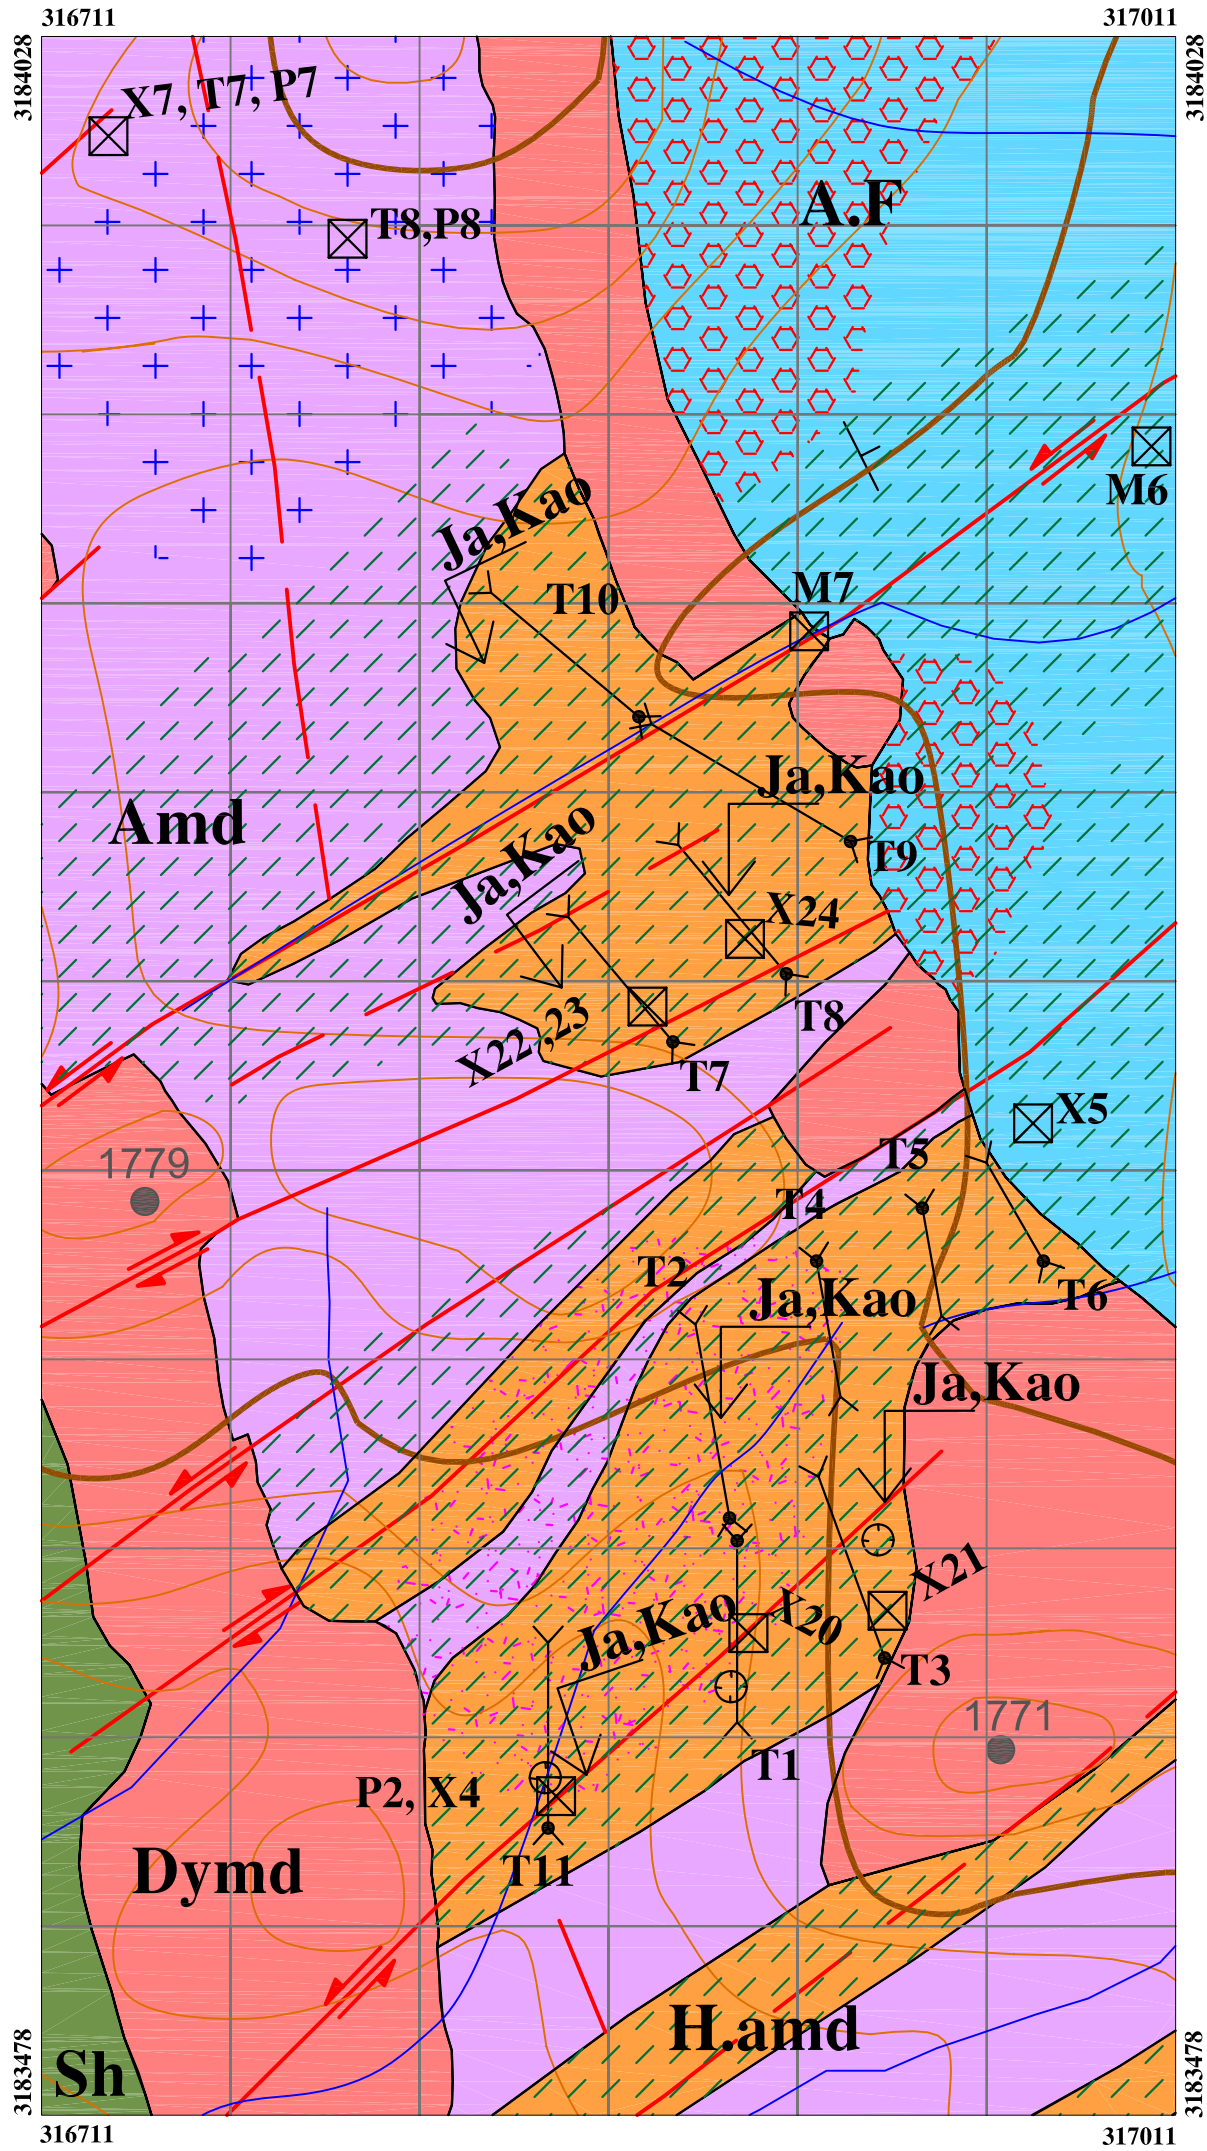 316711
317011
3184028
3184028
X7, T7, P7
T8,P8
A.F
M6
Ja,Kao
T10
M7
Ja,Kao
Amd
Ja,Kao
T9
X24
X22 ,23
T8
T7
X5
1779
T5
T4
T2
T6
Ja,Kao
Ja,Kao
X21
X20
Ja,Kao
T3
1771
T1
P2, X4
T11
Dymd
H.amd
Sh
3183478
3183478
316711
317011